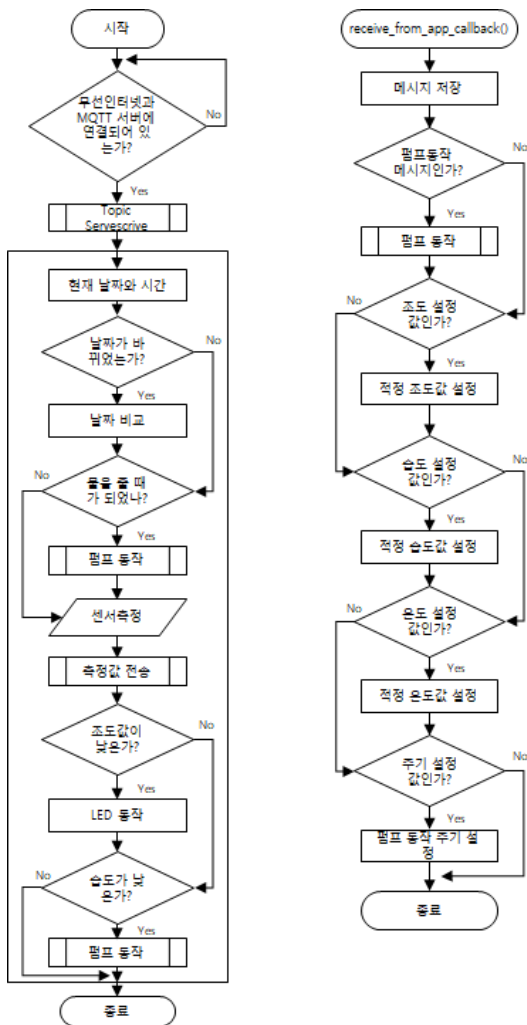 시작
무선인터넷과
MQTT 서버에
연결되어 있
는가?
No
Yes
Topic
Servescrive
현재 날짜와 시간
날짜가 바
뀌었는가?
No
Yes
날짜 비교
No
물을 줄 때
가 되었나?
Yes
펌프 동작
센서측정
측정값 전송
조도값이
낮은가?
No
Yes
LED 동작
No
습도가 낮
은가?
Yes
펌프 동작
종료
receive_from_app_callback()
메시지 저장
펌프동작
메시지인가?
No
Yes
펌프 동작
No
조도 설정
값인가?
Yes
적정 조도값 설정
습도 설정
값인가?
No
Yes
적정 습도값 설정
No
온도 설정
값인가?
Yes
적정 온도값 설정
주기 설정
값인가?
No
Yes
펌프 동작 주기 설
정
종료